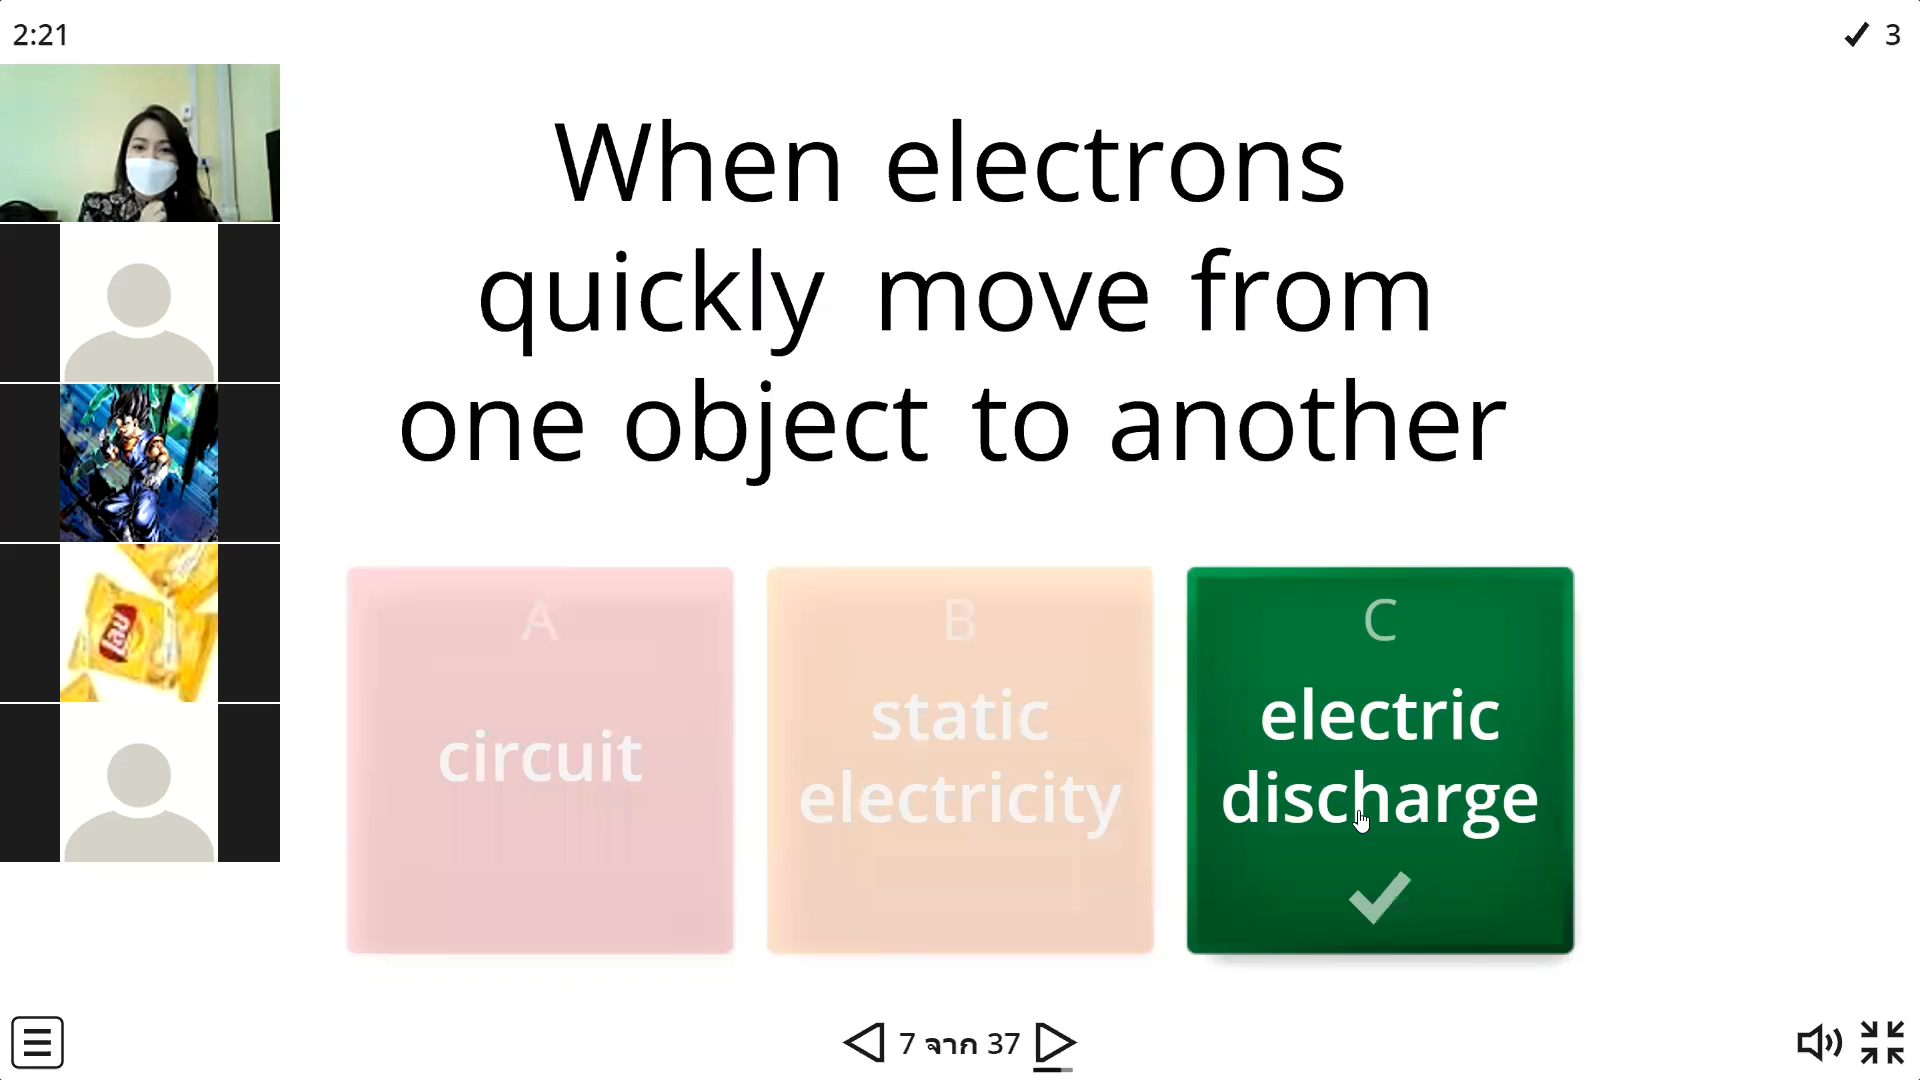 2:21
3
When electrons
quickly move from
one object to another
A
circuit
B
static
electricity
C
electric
discharge
7 จาก 37